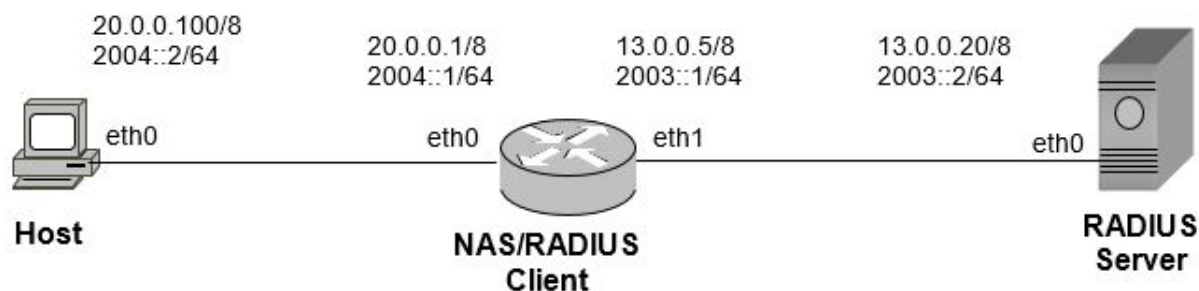 20.0.0.100/8
2004::2/64
20.0.0.1/8
2004::1/64
13.0.0.5/8
2003::1/64
13.0.0.20/8
2003::2/64
eth0
eth0
eth1
eth0
Host
NAS/RADIUS
Client
RADIUS
Server